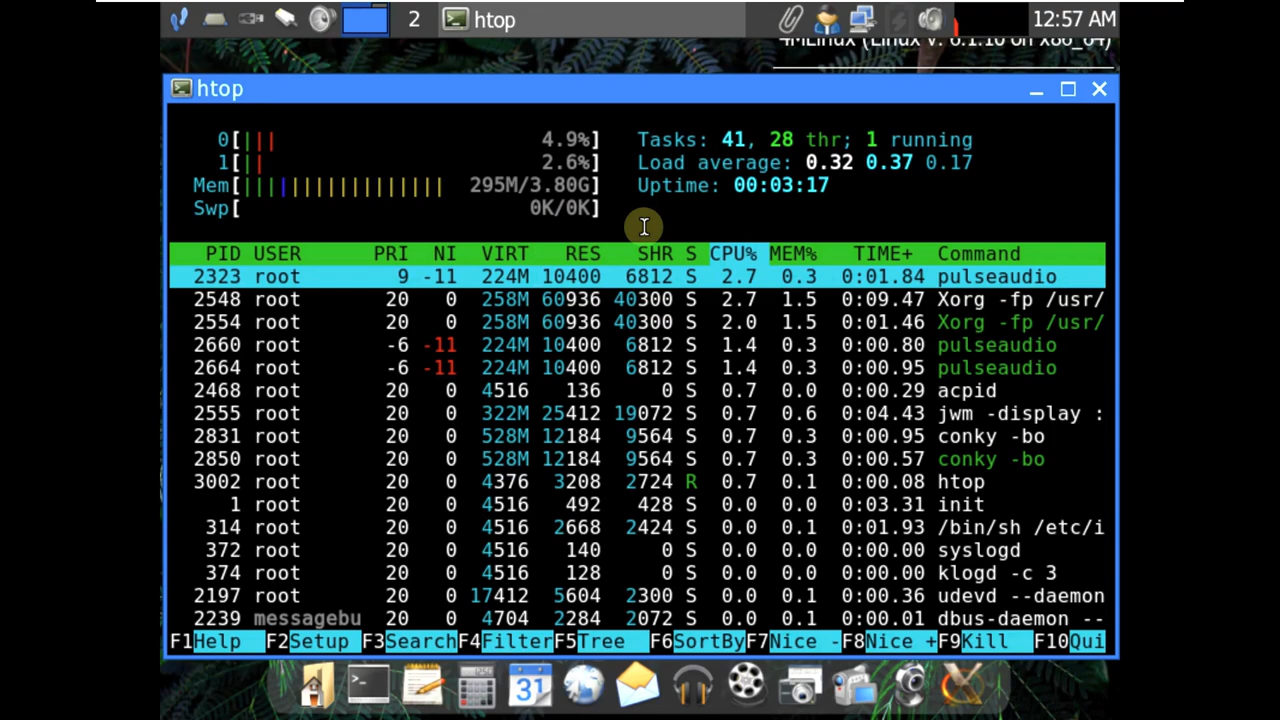 2 htop 12:57 AM
4MLinux (Linux v. 6.1.10 on x86_64)
htop
0[||| 4.9%] Tasks: 41, 28 thr; 1 running
1[|| 2.6%] Load average: 0.32 0.37 0.17
Mem[||||||||||||||||| 295M/3.80G] Uptime: 00:03:17
Swp[ 0K/0K]
PID USER PRI NI VIRT RES SHR S CPU% MEM% TIME+ Command
2323 root 9 -11 224M 10400 6812 S 2.7 0.3 0:01.84 pulseaudio
2548 root 20 0 258M 60936 40300 S 2.7 1.5 0:09.47 Xorg -fp /usr/
2554 root 20 0 258M 60936 40300 S 2.0 1.5 0:01.46 Xorg -fp /usr/
2660 root -6 -11 224M 10400 6812 S 1.4 0.3 0:00.80 pulseaudio
2664 root -6 -11 224M 10400 6812 S 1.4 0.3 0:00.95 pulseaudio
2468 root 20 0 4516 136 0 S 0.7 0.0 0:00.29 acpid
2555 root 20 0 322M 25412 19072 S 0.7 0.6 0:04.43 jwm -display :
2831 root 20 0 528M 12184 9564 S 0.7 0.3 0:00.95 conky -bo
2850 root 20 0 528M 12184 9564 S 0.7 0.3 0:00.57 conky -bo
3002 root 20 0 4376 3208 2724 R 0.7 0.1 0:00.08 htop
1 root 20 0 4516 492 428 S 0.0 0.0 0:03.31 init
314 root 20 0 4516 2668 2424 S 0.0 0.1 0:01.93 /bin/sh /etc/i
372 root 20 0 4516 140 0 S 0.0 0.0 0:00.00 syslogd
374 root 20 0 4516 128 0 S 0.0 0.0 0:00.00 klogd -c 3
2197 root 20 0 17412 5604 2300 S 0.0 0.1 0:00.36 udevd --daemon
2239 messagebu 20 0 4704 2284 2072 S 0.0 0.1 0:00.01 dbus-daemon --
F1Help F2Setup F3SearchF4FilterF5Tree F6SortByF7Nice -F8Nice +F9Kill F10Qui
31